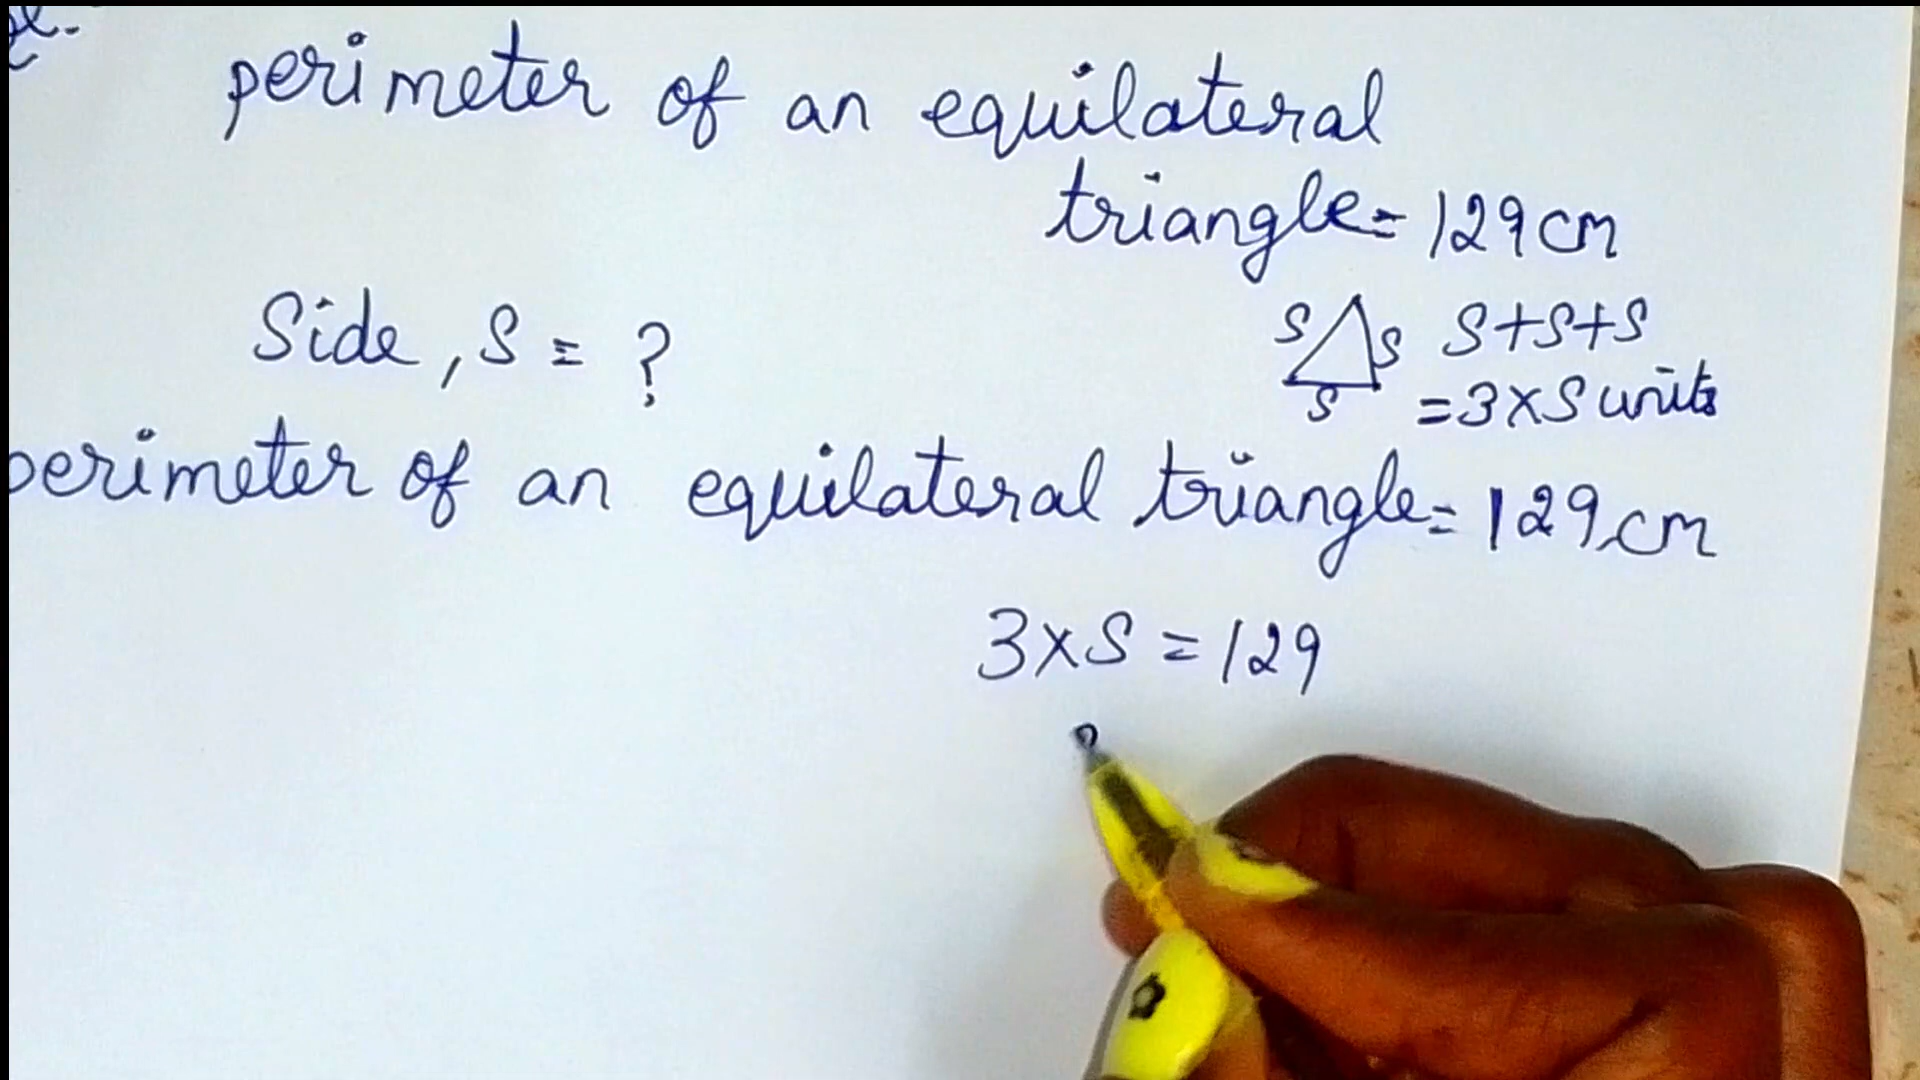 perimeter of an equilateral
triangle = 129 cm
Side, S = ?
S S S S+S+S
= 3×S units
perimeter of an equilateral triangle = 129 cm
3×S = 129